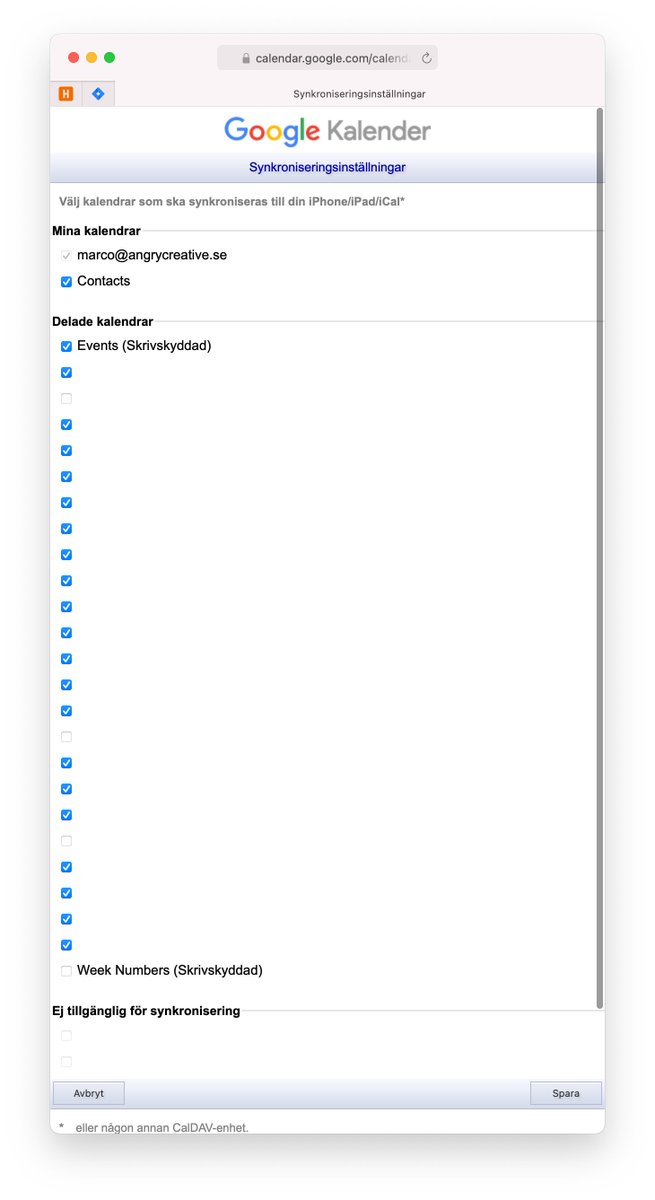 calendar.google.com/calend
H
Synkroniseringsinställningar
Google Kalender
Synkroniseringsinställningar
Välj kalendrar som ska synkroniseras till din iPhone/iPad/iCal*
Mina kalendrar
marco@angrycreative.se
Contacts
Delade kalendrar
Events (Skrivskyddad)
Week Numbers (Skrivskyddad)
Ej tillgänglig för synkronisering
Avbryt
Spara
* eller någon annan CalDAV-enhet.